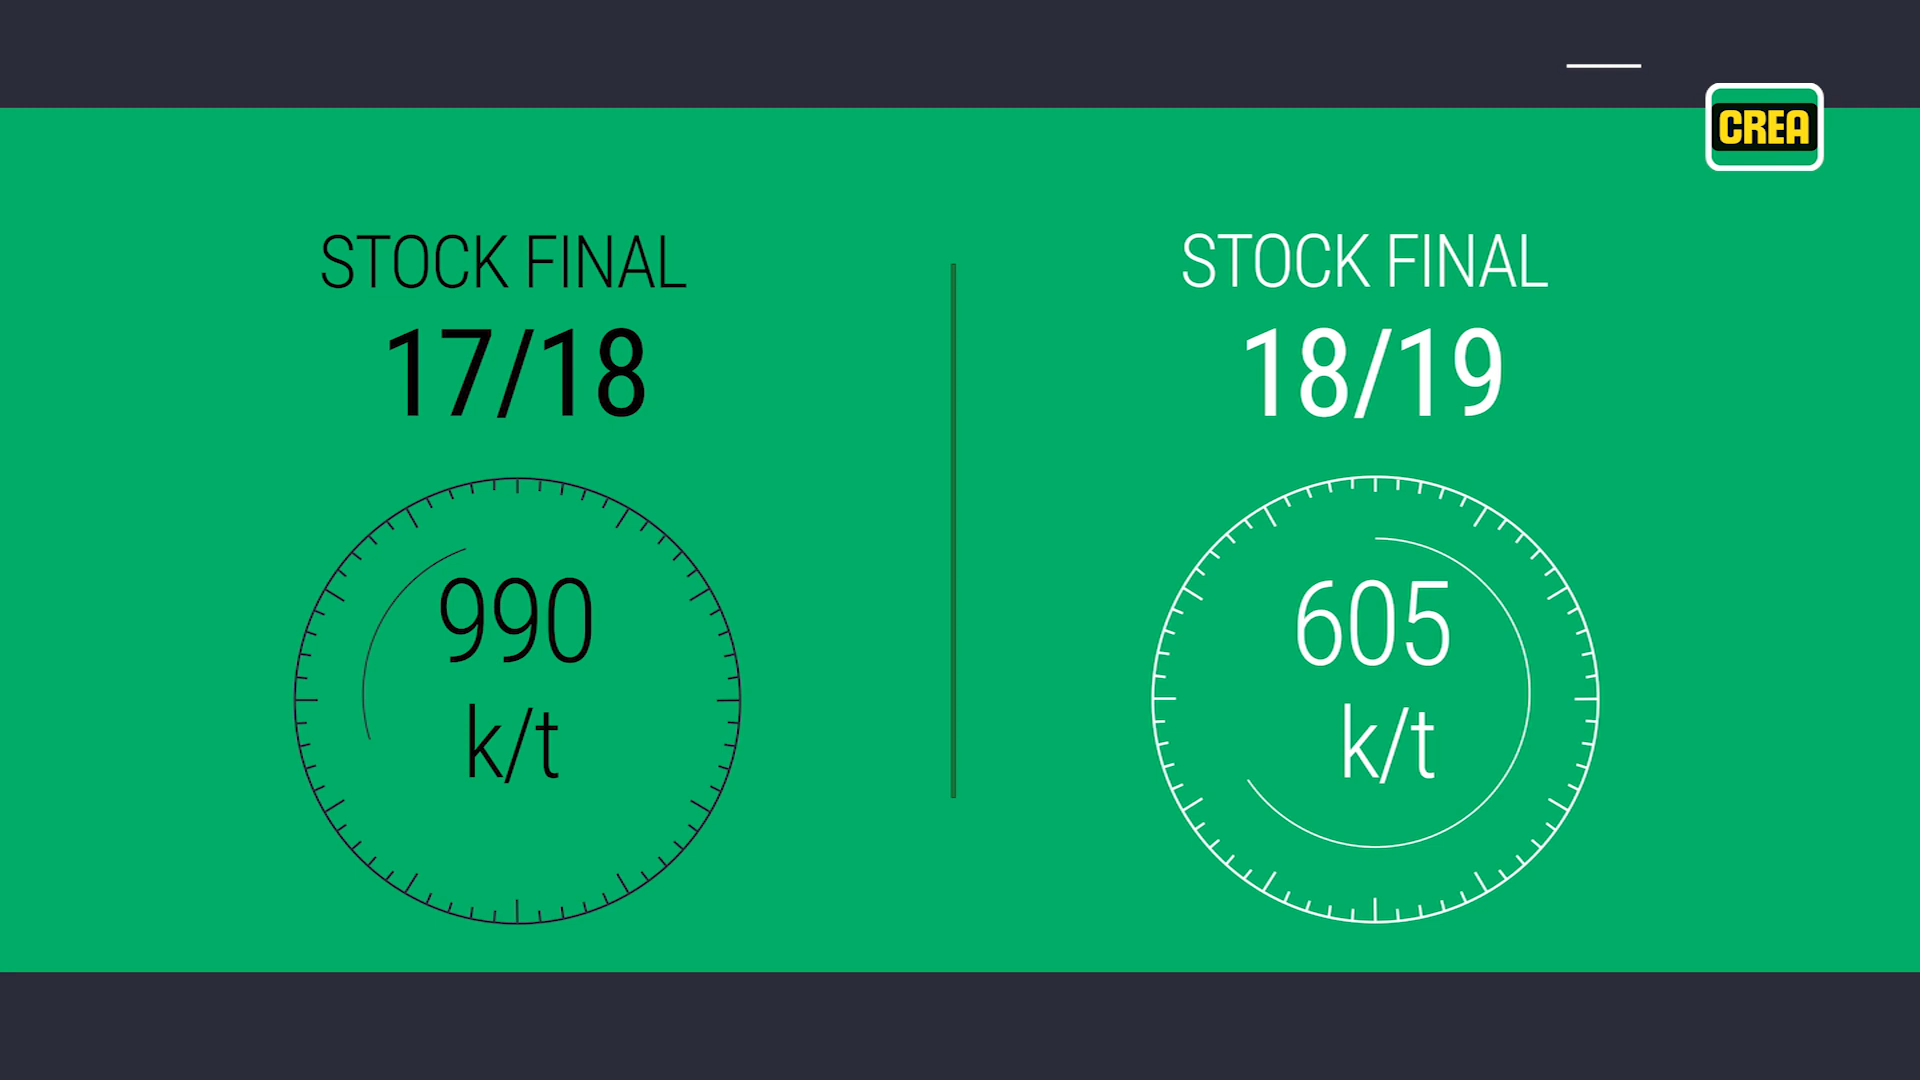 CREA
STOCK FINAL
17/18
990
k/t
STOCK FINAL
18/19
605
k/t